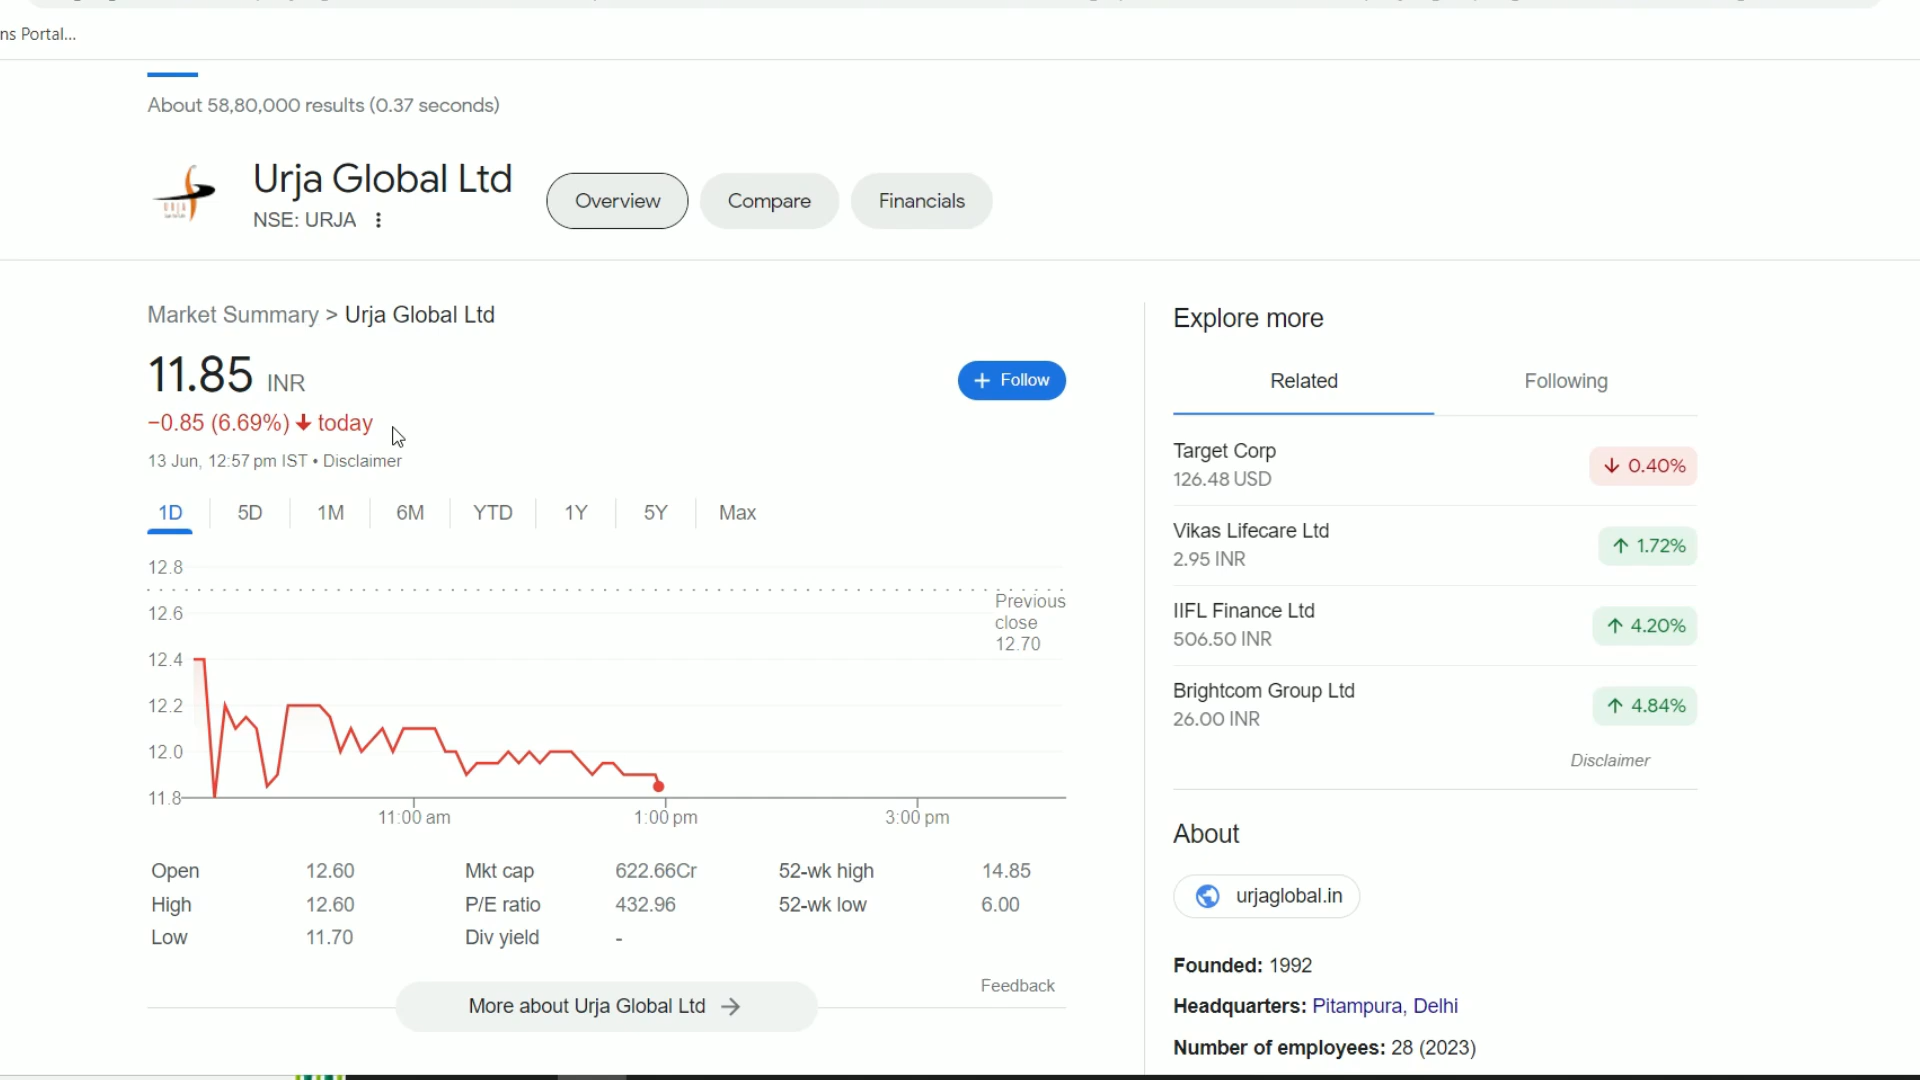 ns Portal...
About 58,80,000 results (0.37 seconds)
Urja Global Ltd
NSE: URJA
Overview
Compare
Financials
Market Summary > Urja Global Ltd
11.85 INR
−0.85 (6.69%) ↓ today
13 Jun, 12:57 pm IST • Disclaimer
+ Follow
1D
5D
1M
6M
YTD
1Y
5Y
Max
12.8
12.6
12.4
12.2
12.0
11.8
Previous
close
12.70
11:00 am
1:00 pm
3:00 pm
Open 12.60
Mkt cap 622.66Cr
52-wk high 14.85
High 12.60
P/E ratio 432.96
52-wk low 6.00
Low 11.70
Div yield -
Feedback
More about Urja Global Ltd →
Explore more
Related
Following
Target Corp
126.48 USD
↓ 0.40%
Vikas Lifecare Ltd
2.95 INR
↑ 1.72%
IIFL Finance Ltd
506.50 INR
↑ 4.20%
Brightcom Group Ltd
26.00 INR
↑ 4.84%
Disclaimer
About
urjaglobal.in
Founded: 1992
Headquarters: Pitampura, Delhi
Number of employees: 28 (2023)